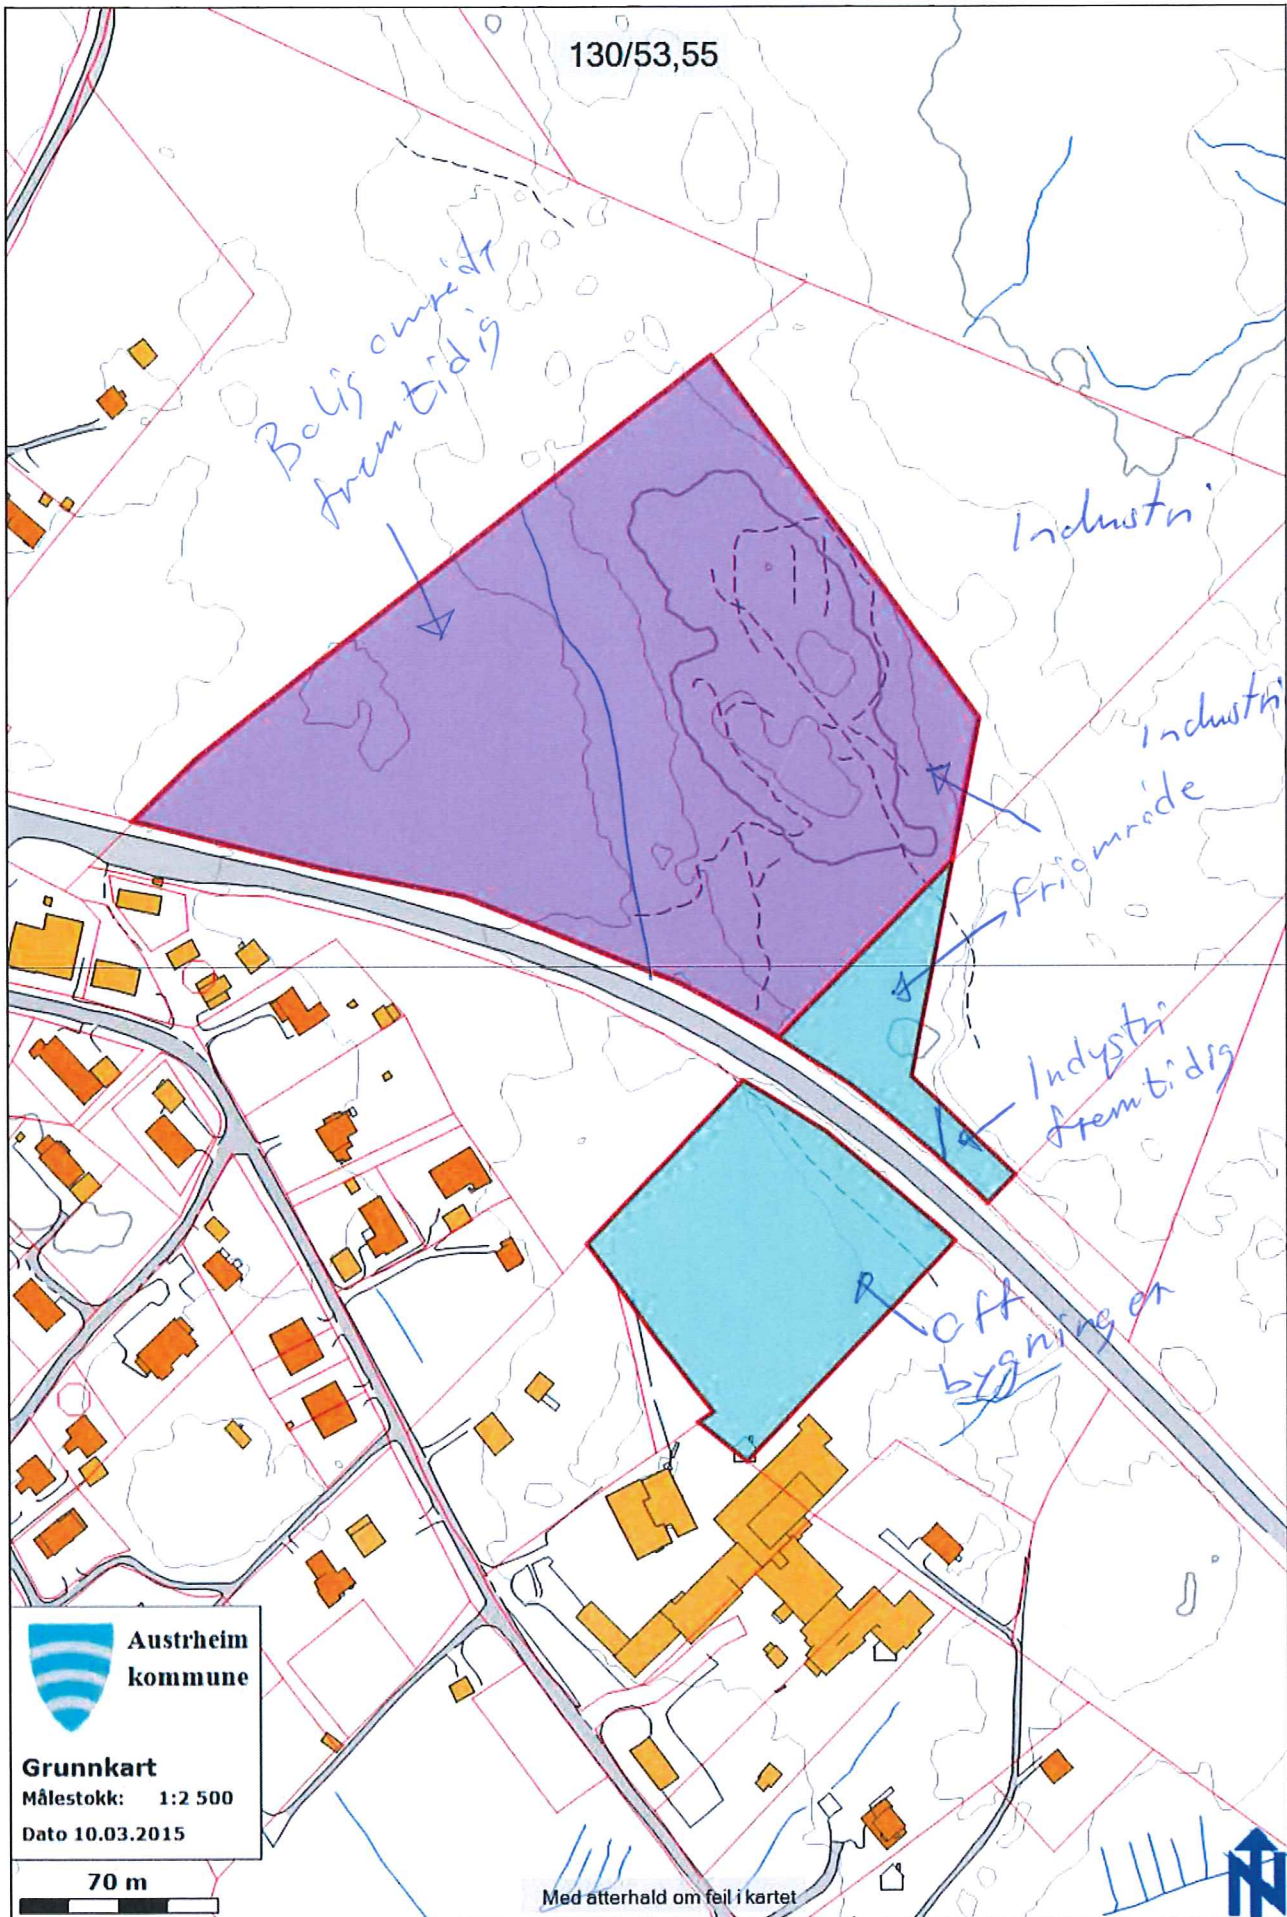 130/53,55
Bolig område
fremtidig
Industri
Industri
friområde
Indystri
fremtidig
Off
bygninger
Austrheim
kommune
Grunnkart
Målestokk: 1:2 500
Dato 10.03.2015
70 m
Med atterhald om feil i kartet
N